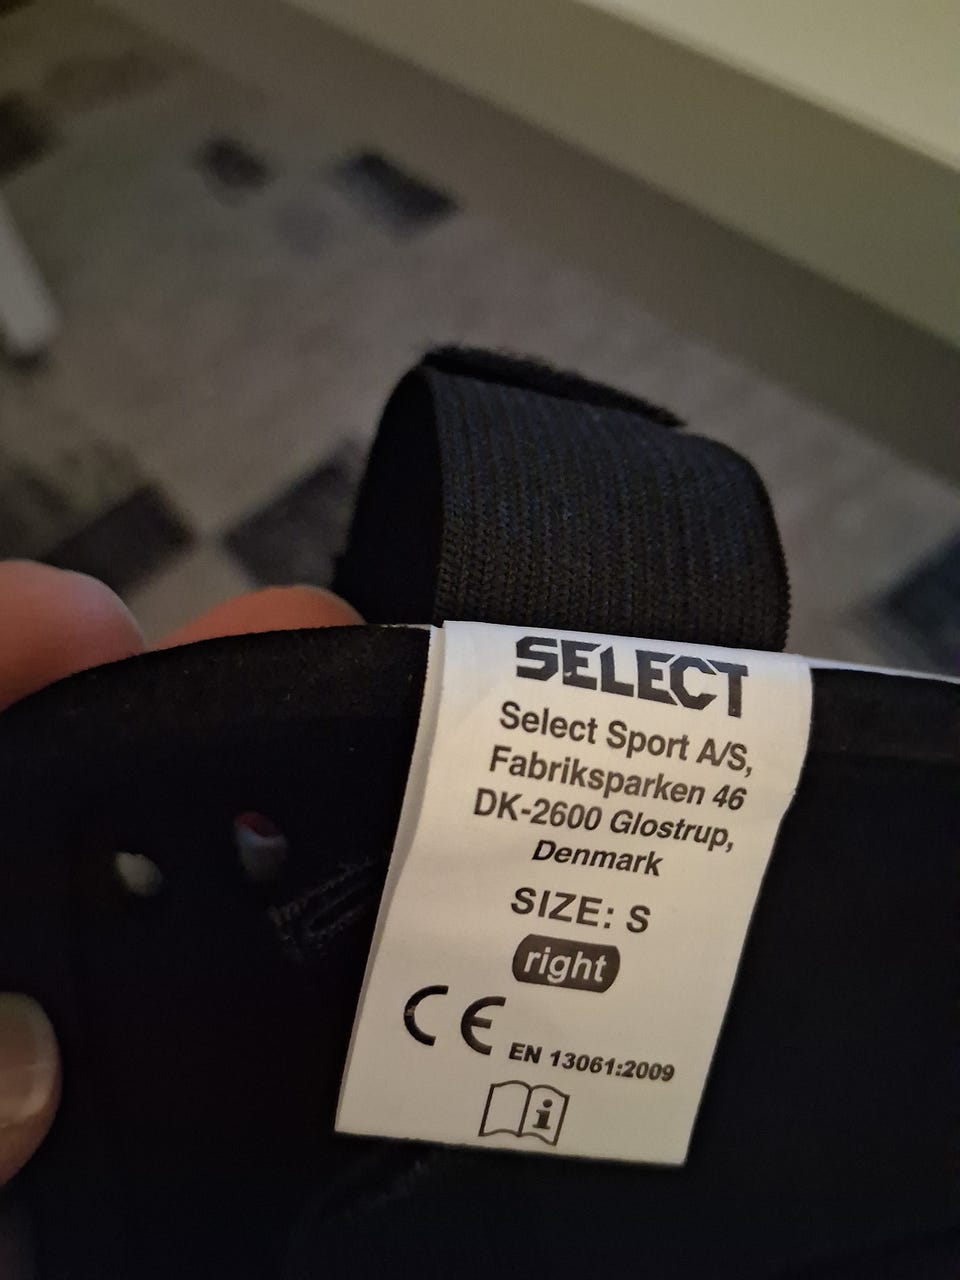 SELECT
Select Sport A/S,
Fabriksparken 46
DK-2600 Glostrup,
Denmark
SIZE: S
right
CE
EN 13061:2009
i